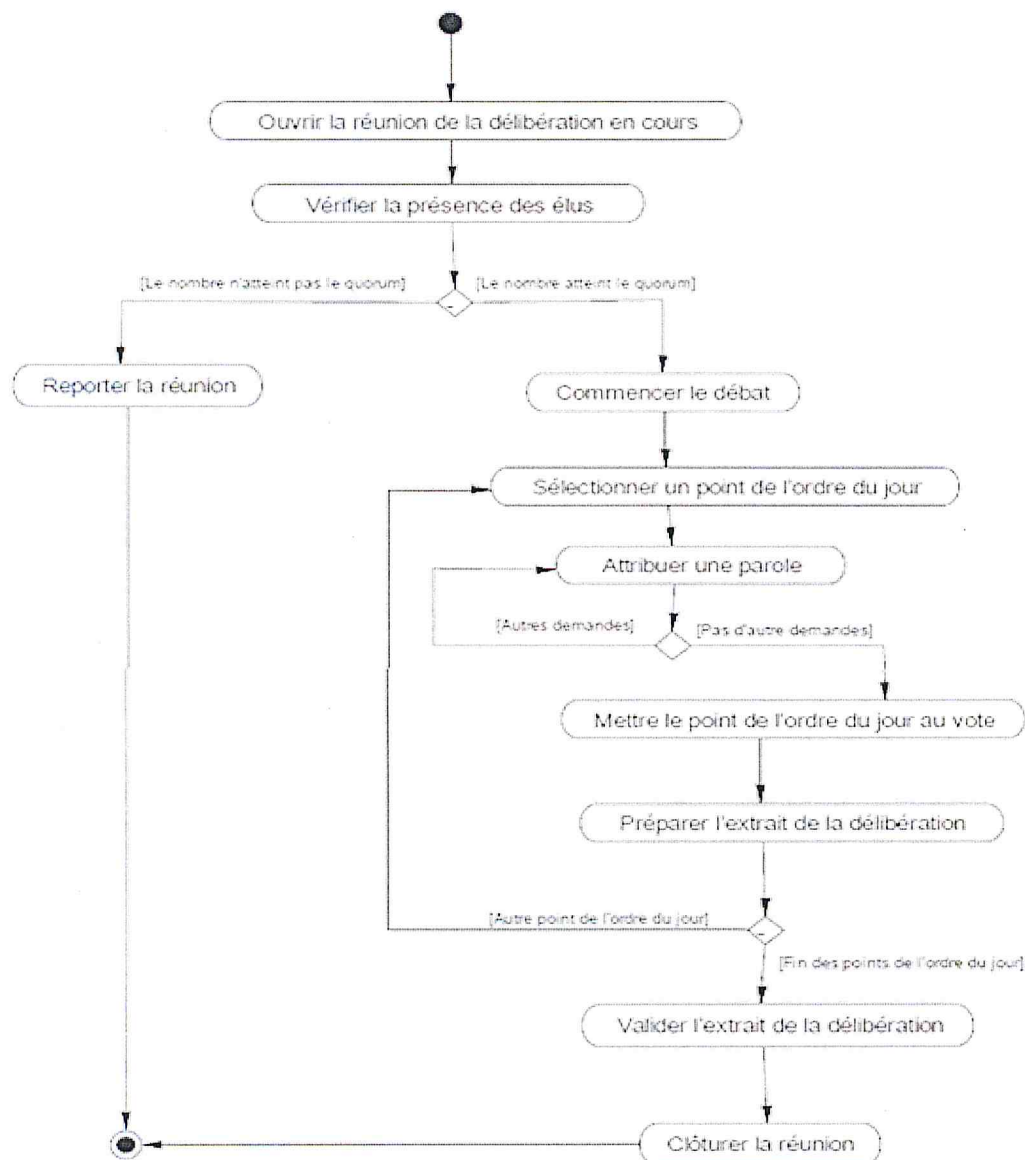 Ouvrir la réunion de la délibération en cours
Vérifier la présence des élus
[Le nombre n'atteint pas le quorum]
[Le nombre atteint le quorum]
Reporter la réunion
Commencer le débat
Sélectionner un point de l'ordre du jour
Attribuer une parole
[Autres demandes]
[Pas d'autre demandes]
Mettre le point de l'ordre du jour au vote
Préparer l'extrait de la délibération
[Autre point de l'ordre du jour]
[Fin des points de l'ordre du jour]
Valider l'extrait de la délibération
Clôturer la réunion